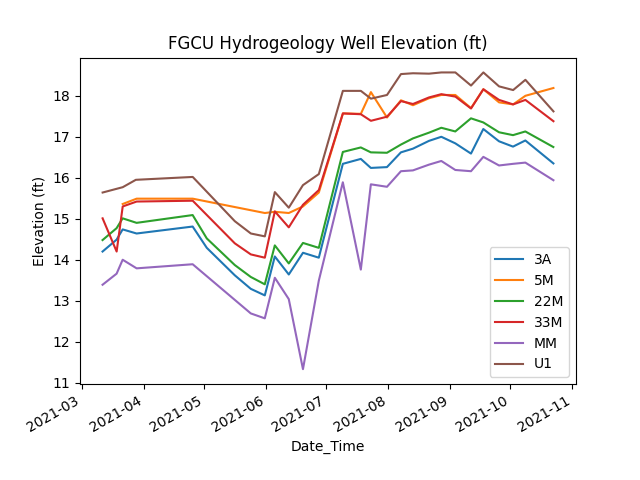 FGCU Hydrogeology Well Elevation (ft)
Elevation (ft)
18
17
16
15
14
13
12
11
3A
5M
22M
33M
MM
U1
2021-03
2021-04
2021-05
2021-06
2021-07
2021-08
2021-09
2021-10
2021-11
Date_Time